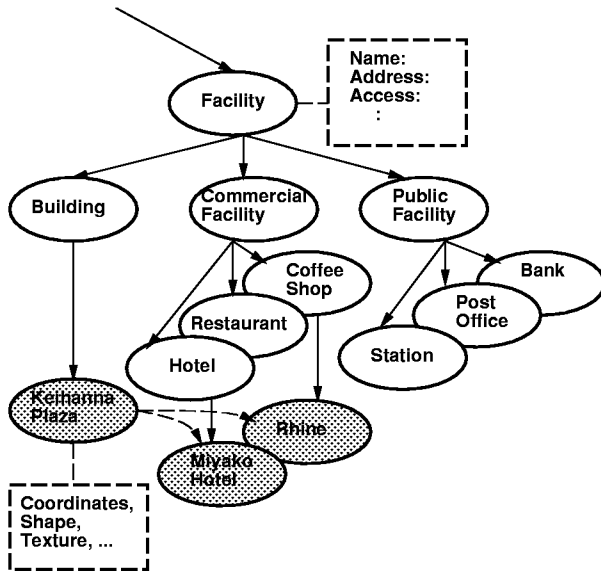 Name:
Address:
Access:
:
Facility
Building
Commercial
Facility
Public
Facility
Coffee
Shop
Bank
Restaurant
Post
Office
Hotel
Station
Keihanna
Plaza
Rhine
Miyako
Hotel
Coordinates,
Shape,
Texture, ...